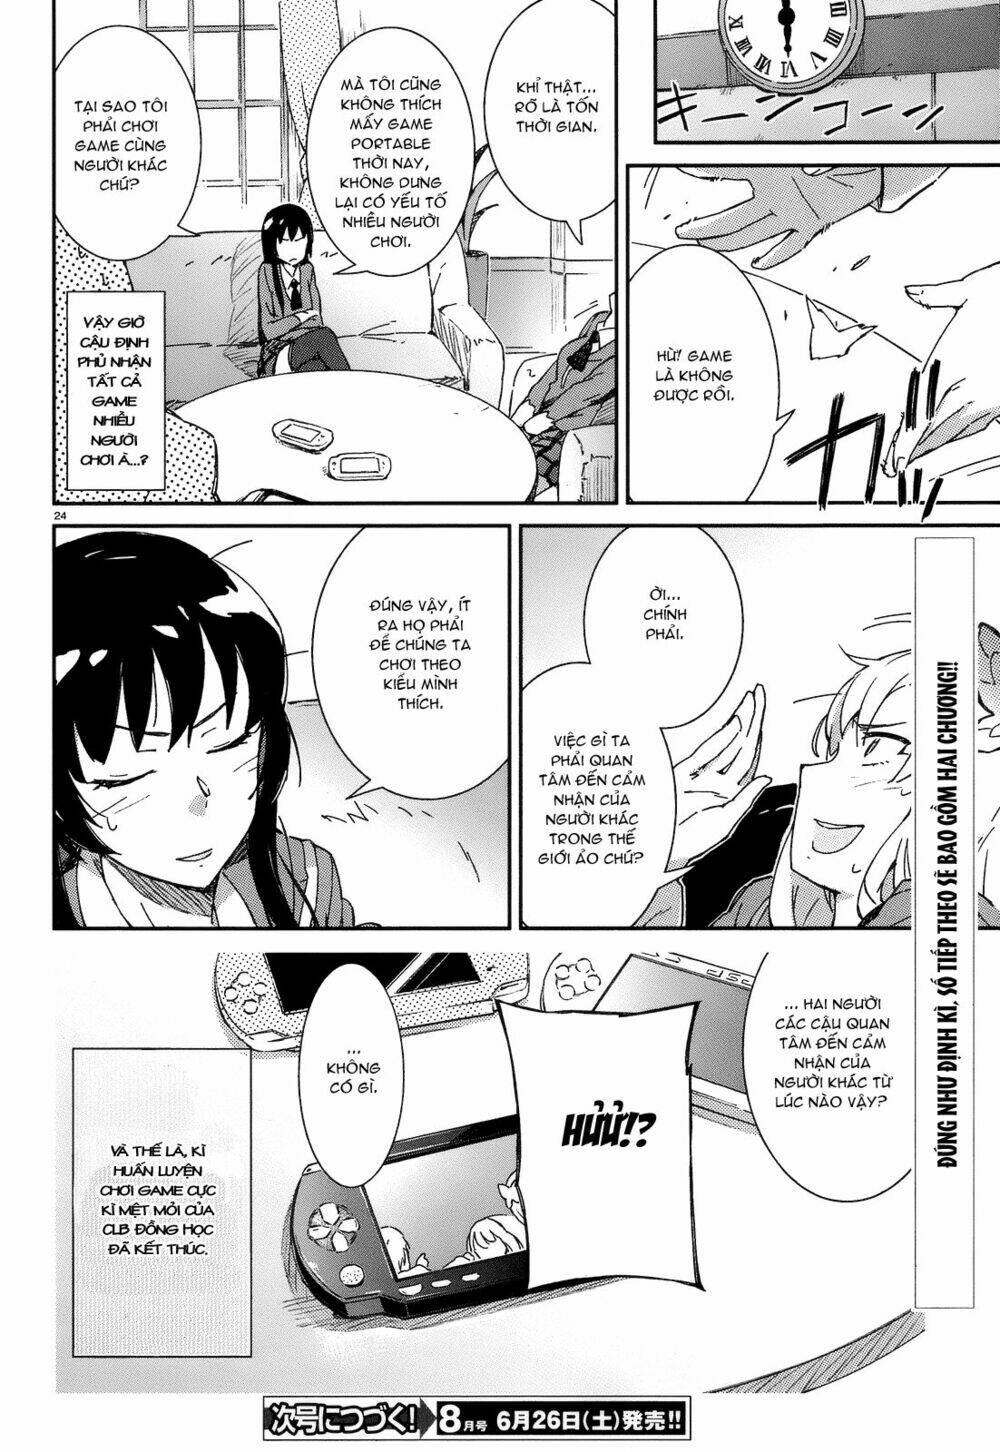 キーンコーン
KHỈ THẬT...
RỠ LÀ TỐN
THỜI GIAN.
MÀ TÔI CŨNG
KHÔNG THÍCH
MẤY GAME
PORTABLE
THỜI NAY,
KHÔNG DUNG
LẠI CÓ YẾU TỐ
NHIỀU NGƯỜI
CHƠI.
TẠI SAO TÔI
PHẢI CHƠI
GAME CÙNG
NGƯỜI KHÁC
CHỨ?
VẬY GIỜ
CẬU ĐỊNH
PHỦ NHẬN
TẤT CẢ
GAME
NHIỀU
NGƯỜI
CHƠI À...?
HỪ! GAME
LÀ KHÔNG
ĐƯỢC RỒI.
24
ỜI...
CHÍNH
PHẢI.
VIỆC GÌ TA
PHẢI QUAN
TÂM ĐẾN CẢM
NHẬN CỦA
NGƯỜI KHÁC
TRONG THẾ
GIỚI ẢO CHỨ?
ĐÚNG VẬY, ÍT
RA HỌ PHẢI
ĐỂ CHÚNG TA
CHƠI THEO
KIỂU MÌNH
THÍCH.
ĐÚNG NHƯ ĐỊNH KÌ, SỐ TIẾP THEO SẼ BAO GỒM HAI CHƯƠNG!!
... HAI NGƯỜI
CÁC CẬU QUAN
TÂM ĐẾN CẢM
NHẬN CỦA
NGƯỜI KHÁC TỪ
LÚC NÀO VẬY?
HỬỬ!?
...
KHÔNG
CÓ GÌ.
VÀ THẾ LÀ, KÌ
HUẤN LUYỆN
CHƠI GAME CỰC
KÌ MỆT MỎI CỦA
CLB ĐỒNG HỌC
ĐÃ KẾT THÚC.
次号につづく! 8月号 6月26日(土)発売!!